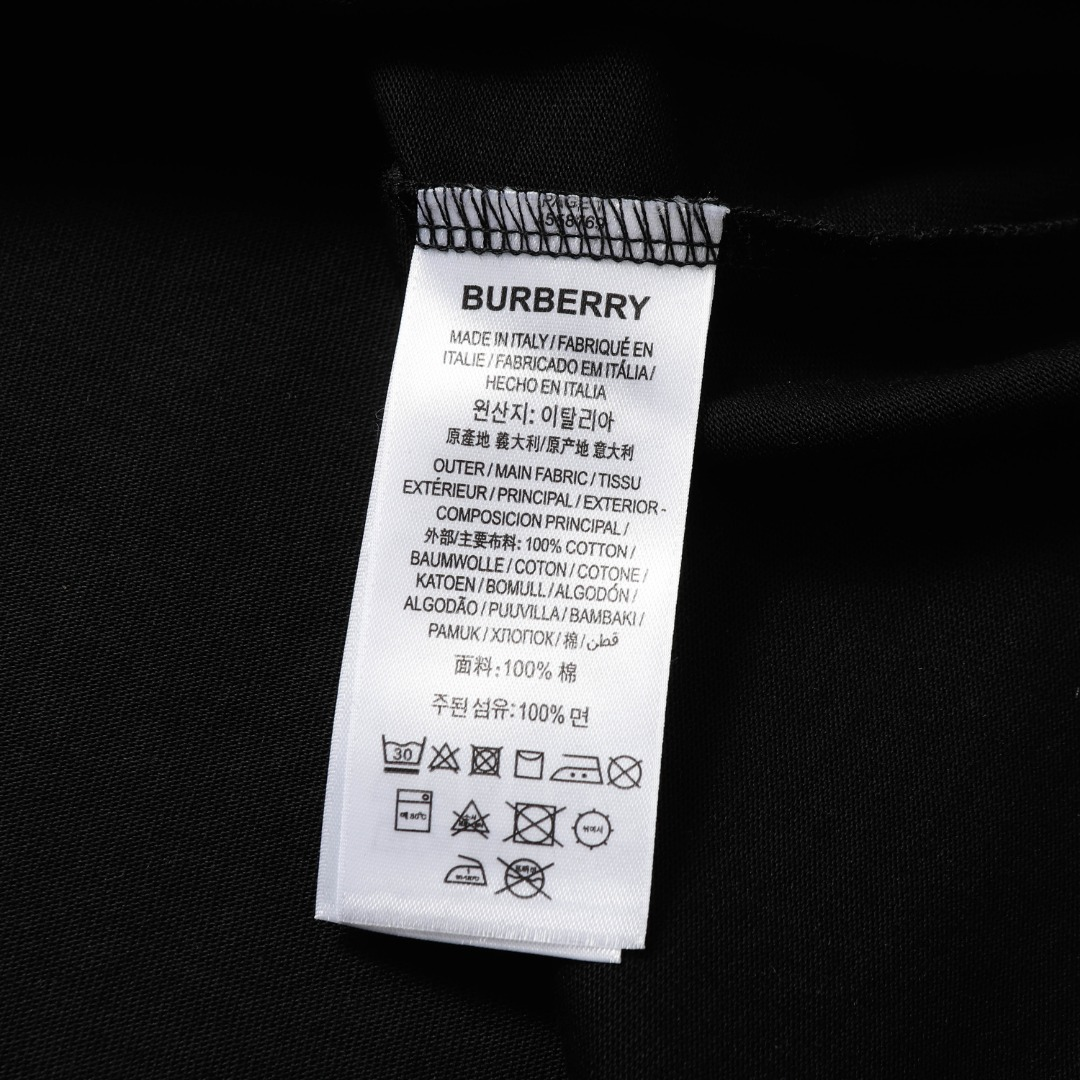 BURBERRY
MADE IN ITALY / FABRIQUÉ EN
ITALIE / FABRICADO EM ITÁLIA /
HECHO EN ITALIA
원산지: 이탈리아
原產地 義大利/原产地 意大利
OUTER / MAIN FABRIC / TISSU
EXTÉRIEUR / PRINCIPAL / EXTERIOR -
COMPOSICION PRINCIPAL /
外部/主要布料: 100% COTTON /
BAUMWOLLE / COTON / COTONE /
KATOEN / BOMULL / ALGODÓN /
ALGODÃO / PUUVILLA / BAMBAKI /
PAMUK / ХЛОПОК / 棉 / قطن
面料: 100% 棉
주된 섬유: 100% 면
30